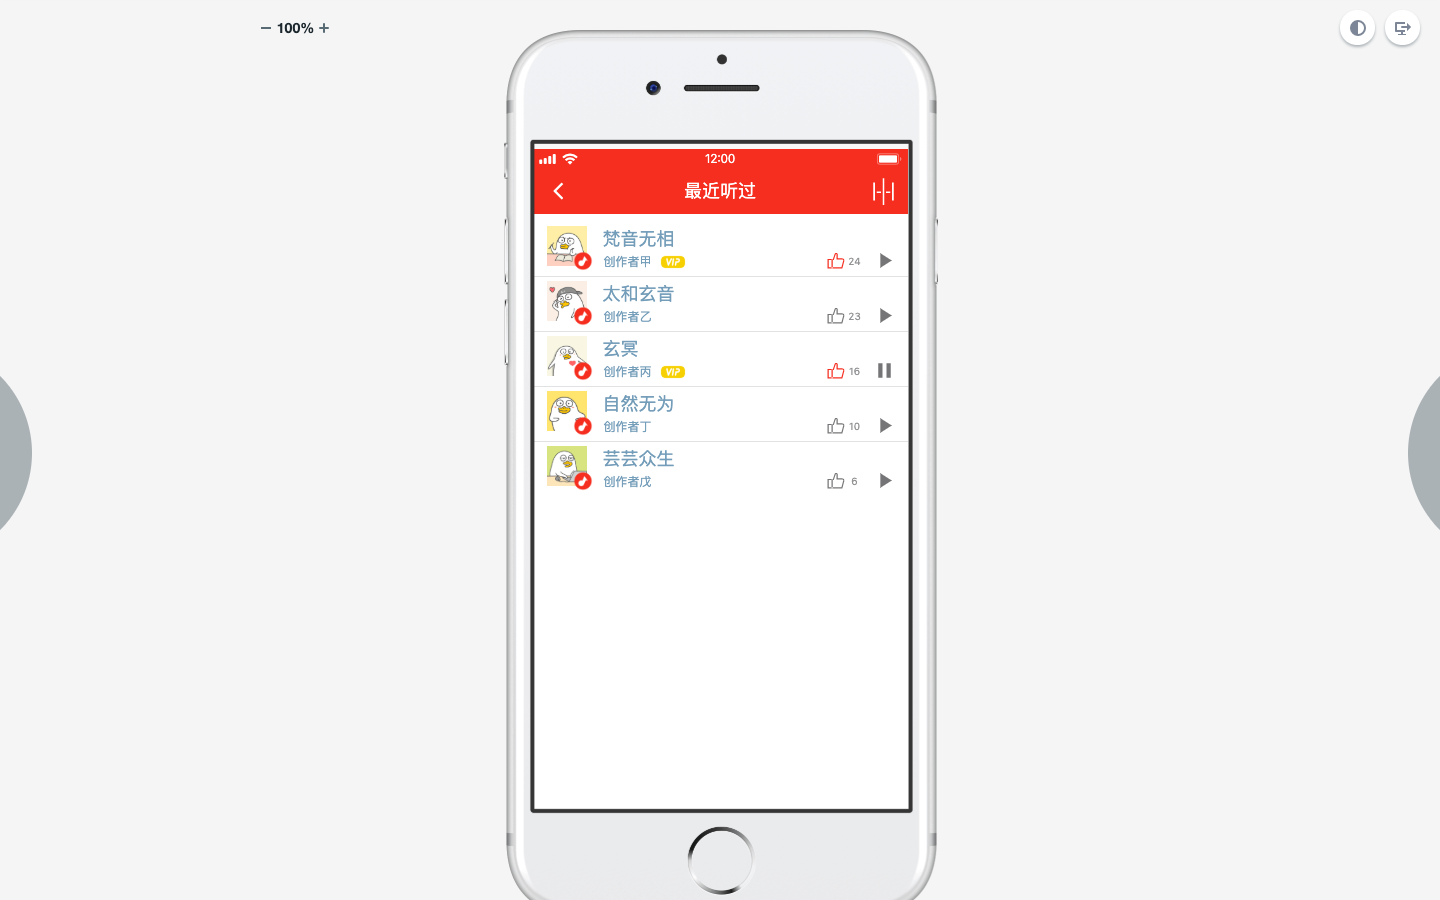 100%
12:00
最近听过
梵音无相
创作者甲 VIP 24
太和玄音
创作者乙 23
玄冥
创作者丙 VIP 16
自然无为
创作者丁 10
芸芸众生
创作者戊 6